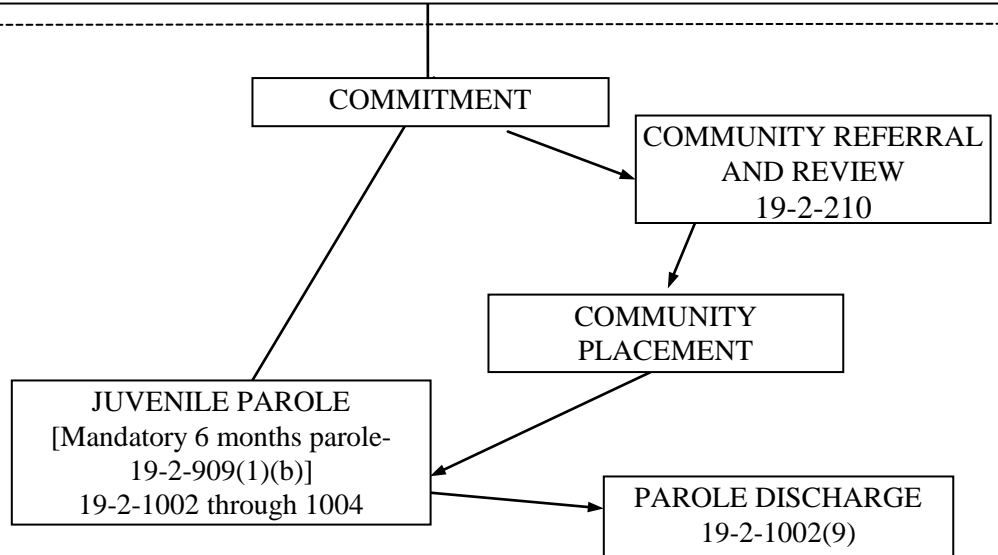 COMMITMENT
COMMUNITY REFERRAL
AND REVIEW
19-2-210
COMMUNITY
PLACEMENT
JUVENILE PAROLE
[Mandatory 6 months parole-
19-2-909(1)(b)]
19-2-1002 through 1004
PAROLE DISCHARGE
19-2-1002(9)